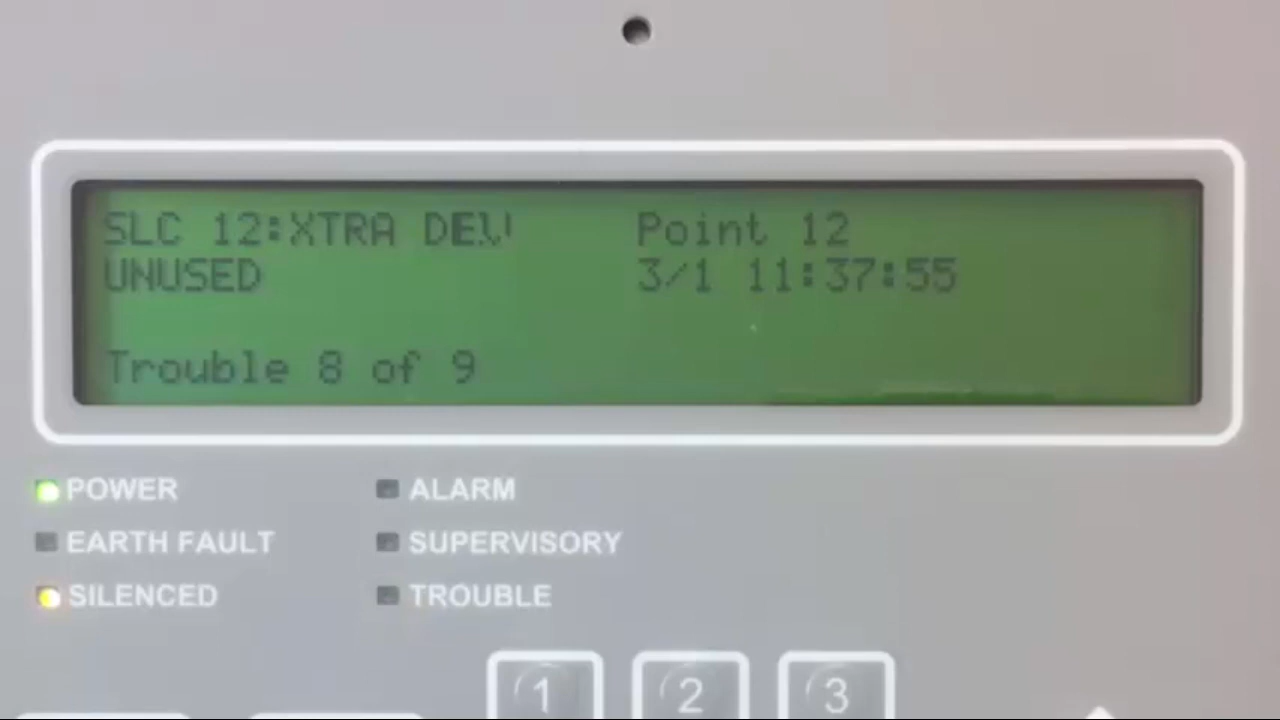 SLC 12:XTRA DEV Point 12
UNUSED 3/1 11:37:55
Trouble 8 of 9
POWER ALARM
EARTH FAULT SUPERVISORY
SILENCED TROUBLE
1 2 3